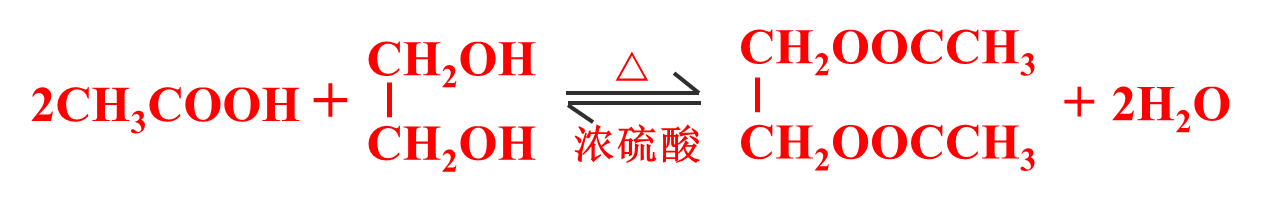 2CH₃COOH + CH₂OH △ CH₂OOCCH₃ + 2H₂O
CH₂OH 浓硫酸 CH₂OOCCH₃